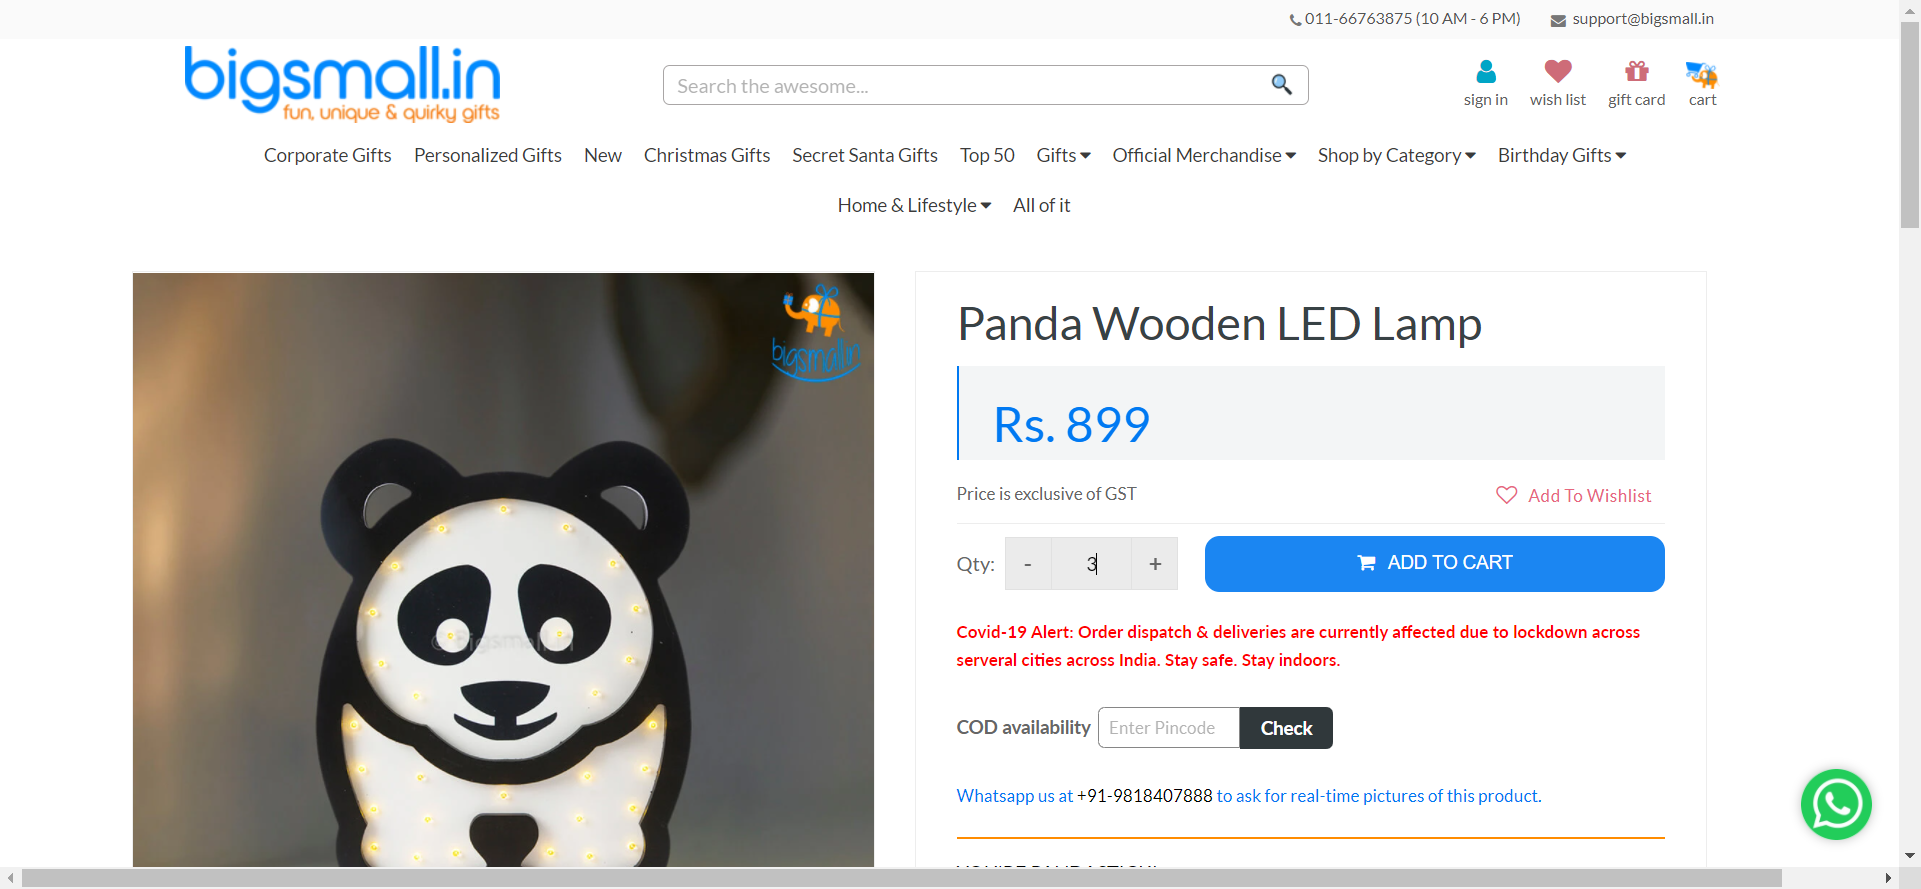 011-66763875 (10 AM - 6 PM) support@bigsmall.in
bigsmall.in
fun, unique & quirky gifts
Search the awesome...
sign in wish list gift card cart
Corporate Gifts Personalized Gifts New Christmas Gifts Secret Santa Gifts Top 50 Gifts Official Merchandise Shop by Category Birthday Gifts
Home & Lifestyle All of it
bigsmall.in
© Bigsmall.in
Panda Wooden LED Lamp
Rs. 899
Price is exclusive of GST Add To Wishlist
Qty: - 3 + ADD TO CART
Covid-19 Alert: Order dispatch & deliveries are currently affected due to lockdown across
serveral cities across India. Stay safe. Stay indoors.
COD availability Enter Pincode Check
Whatsapp us at +91-9818407888 to ask for real-time pictures of this product.